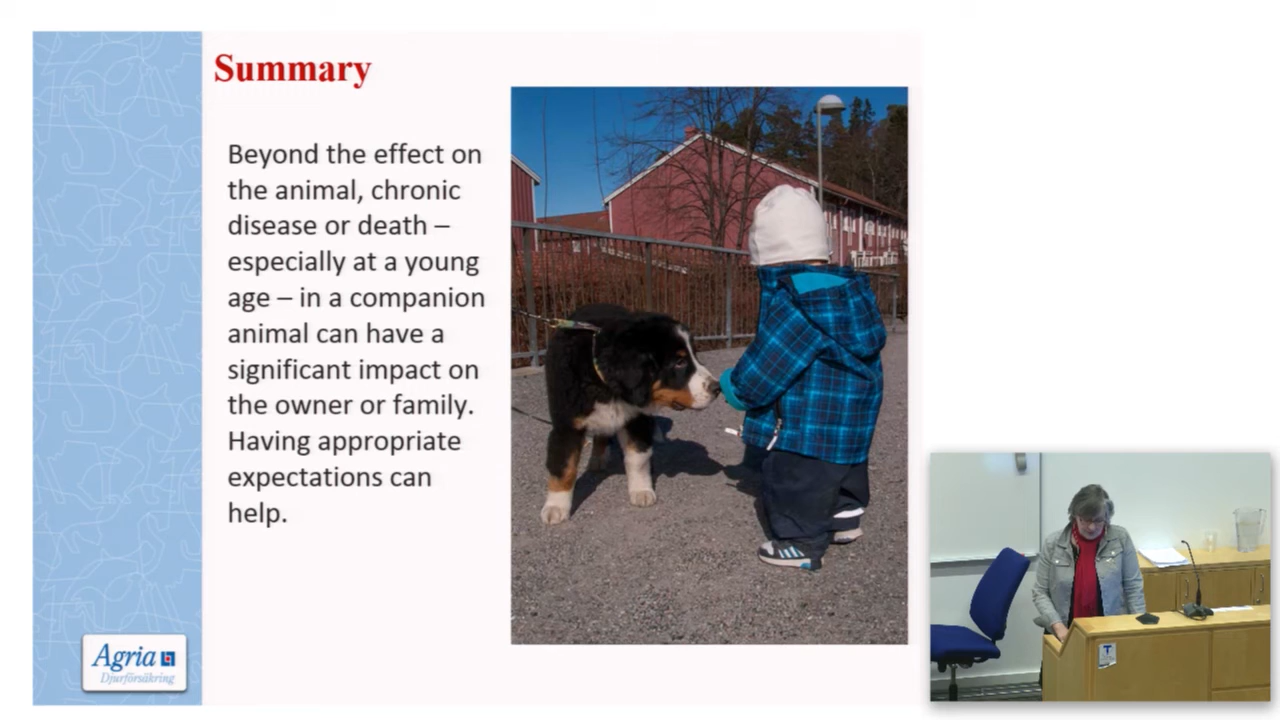 Summary
Beyond the effect on
the animal, chronic
disease or death –
especially at a young
age – in a companion
animal can have a
significant impact on
the owner or family.
Having appropriate
expectations can
help.
Agria
Djurförsäkring